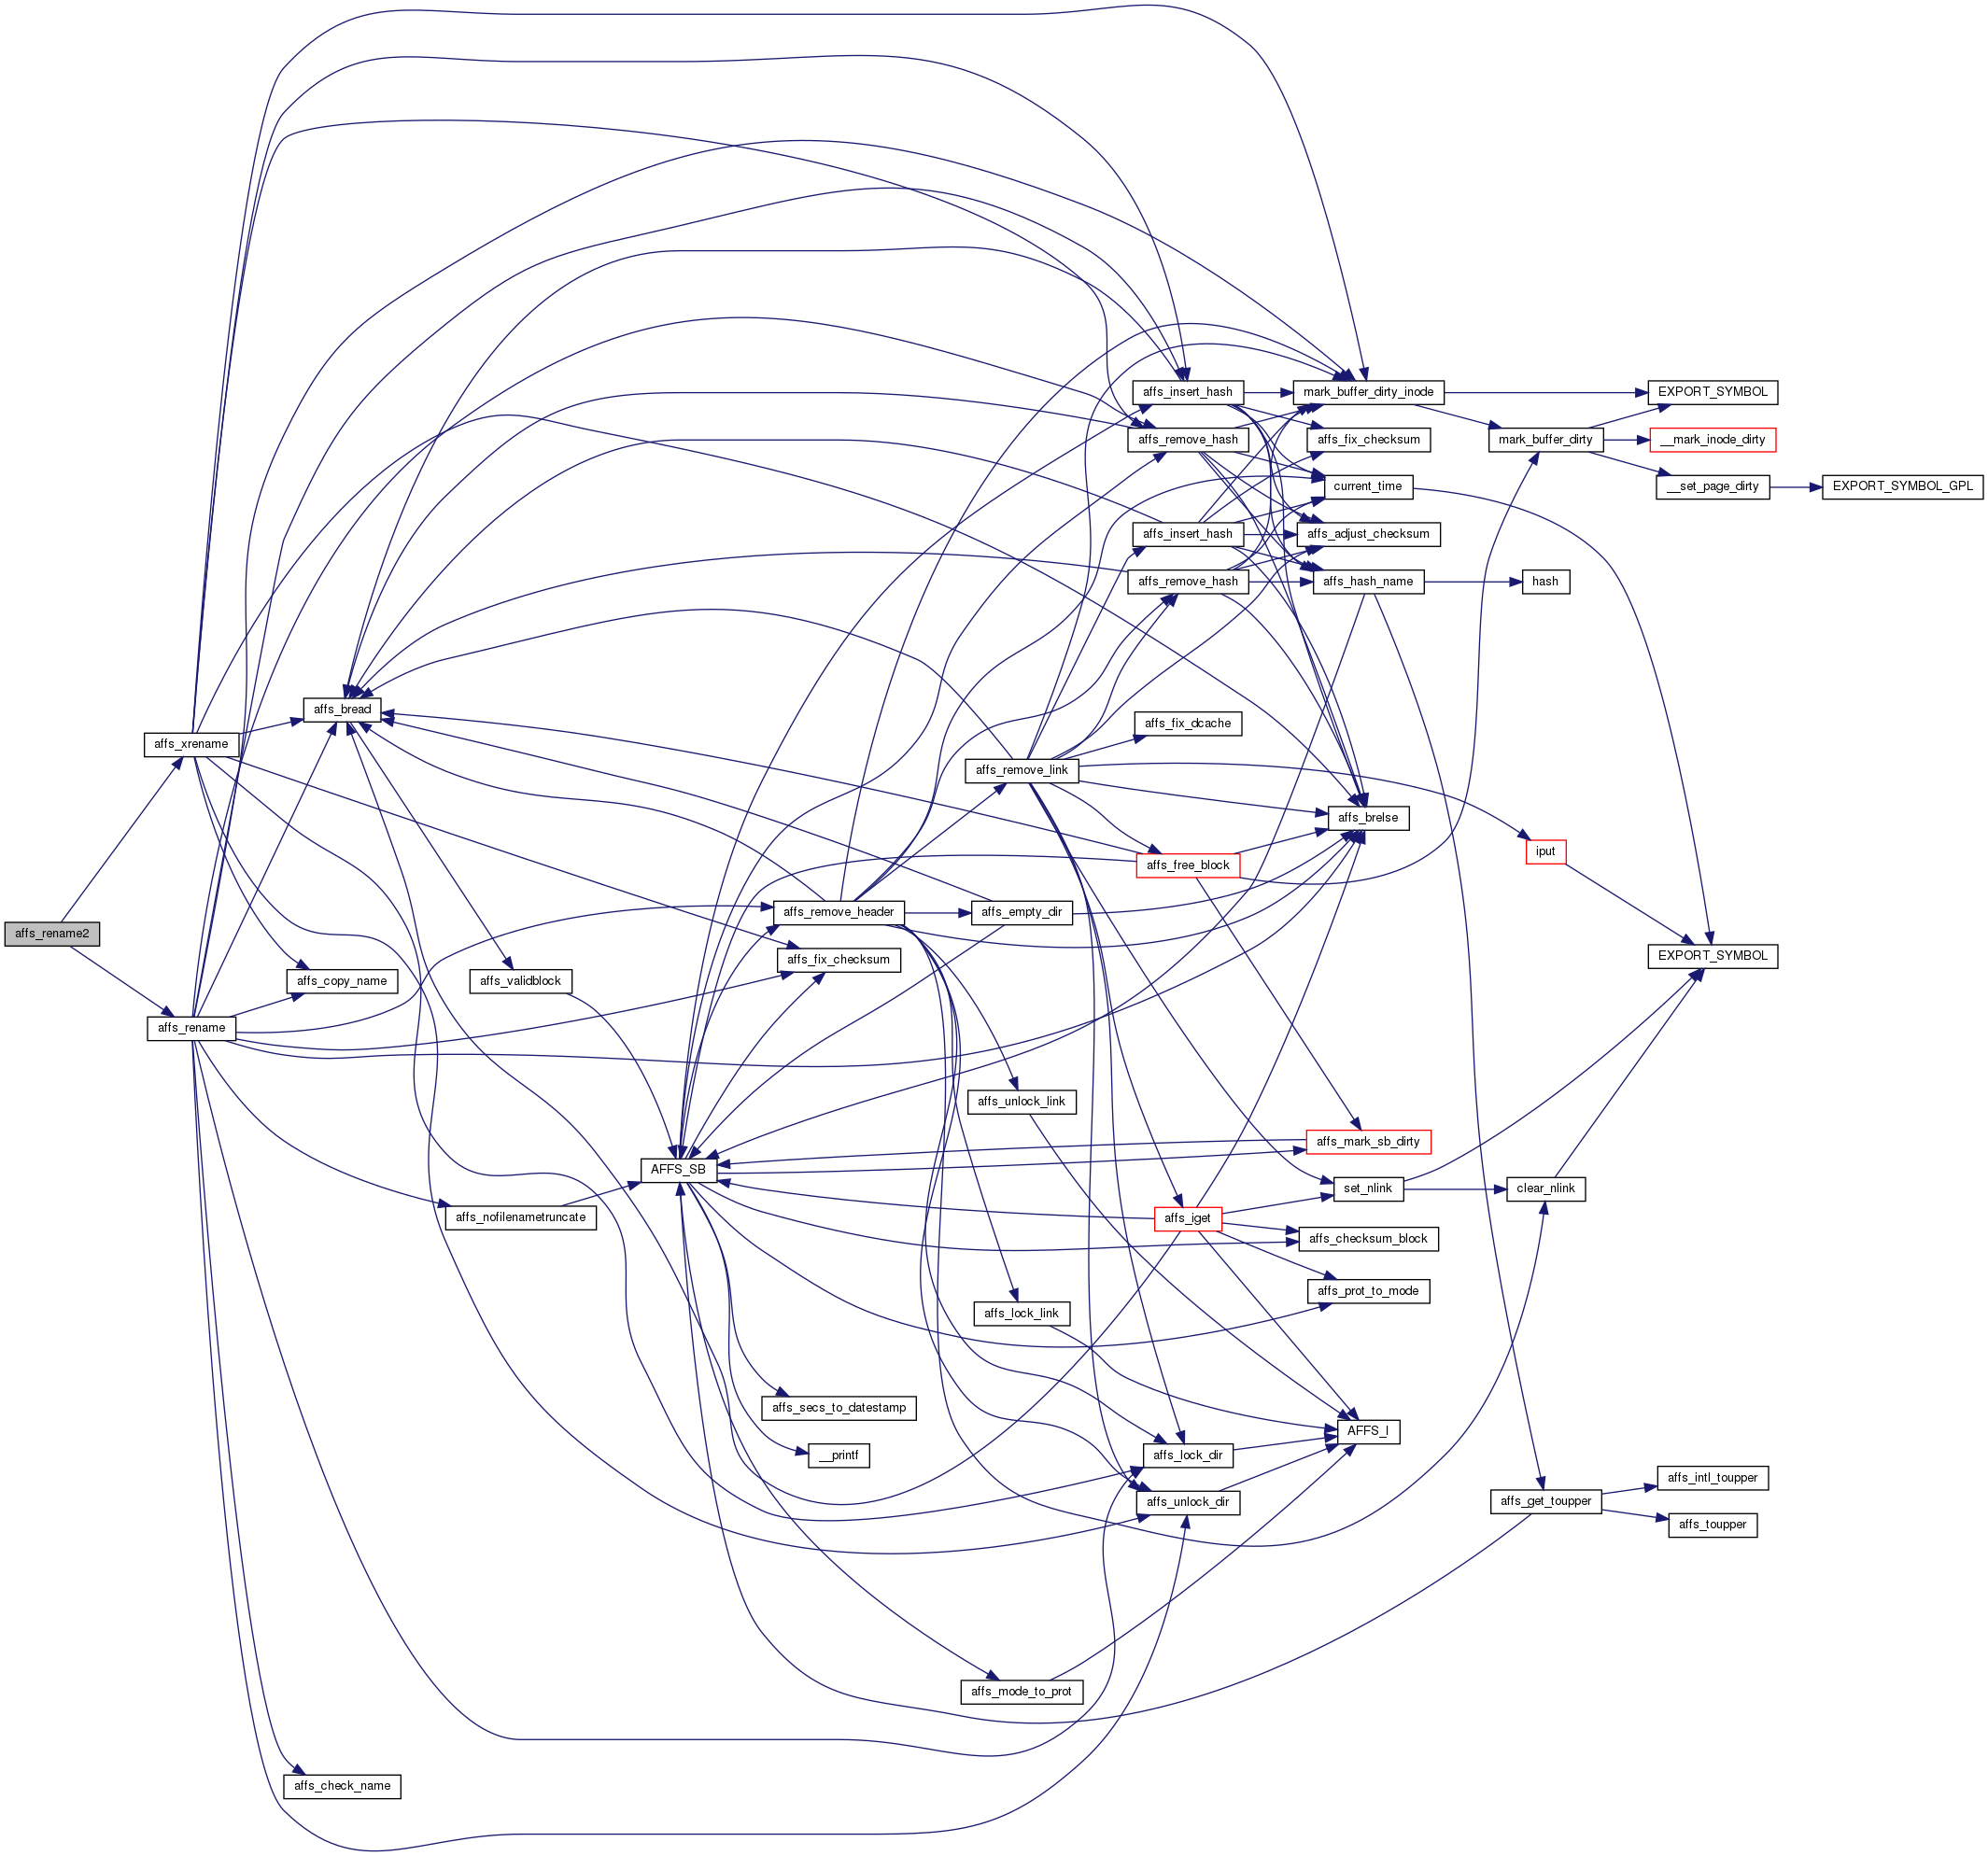 affs_insert_hash
mark_buffer_dirty_inode
EXPORT_SYMBOL
affs_remove_hash
affs_fix_checksum
mark_buffer_dirty
__mark_inode_dirty
current_time
__set_page_dirty
EXPORT_SYMBOL_GPL
affs_insert_hash
affs_adjust_checksum
affs_remove_hash
affs_hash_name
hash
affs_bread
affs_fix_dcache
affs_xrename
affs_remove_link
affs_brelse
iput
affs_free_block
affs_rename2
affs_remove_header
affs_empty_dir
affs_fix_checksum
EXPORT_SYMBOL
affs_copy_name
affs_validblock
affs_rename
affs_unlock_link
affs_mark_sb_dirty
AFFS_SB
set_nlink
clear_nlink
affs_nofilenametruncate
affs_iget
affs_checksum_block
affs_prot_to_mode
affs_lock_link
affs_secs_to_datestamp
AFFS_I
__printf
affs_lock_dir
affs_intl_toupper
affs_unlock_dir
affs_get_toupper
affs_toupper
affs_mode_to_prot
affs_check_name